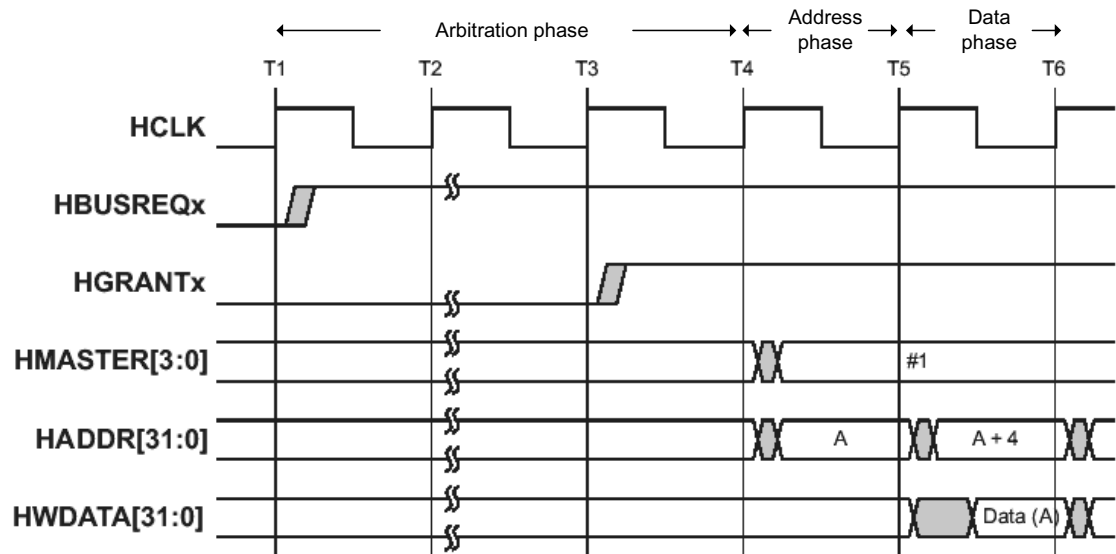 Arbitration phase
Address phase
Data phase
T1 T2 T3 T4 T5 T6
HCLK
HBUSREQx
HGRANTx
HMASTER[3:0] #1
HADDR[31:0] A A + 4
HWDATA[31:0] Data (A)